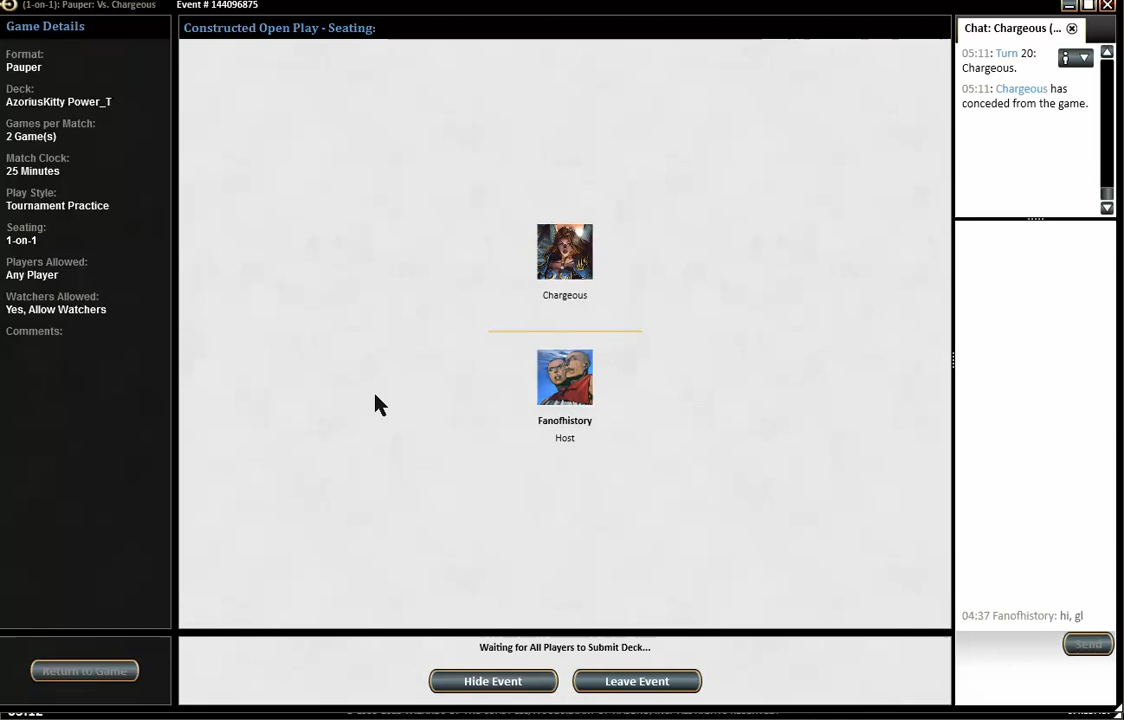 (1-on-1): Pauper: Vs. Chargeous
Event # 144096875
Game Details
Format:
Pauper
Deck:
AzoriusKitty Power_T
Games per Match:
2 Game(s)
Match Clock:
25 Minutes
Play Style:
Tournament Practice
Seating:
1-on-1
Players Allowed:
Any Player
Watchers Allowed:
Yes, Allow Watchers
Comments:
Return to Game
Constructed Open Play - Seating:
Chargeous
Fanofhistory
Host
Waiting for All Players to Submit Deck...
Hide Event
Leave Event
Chat: Chargeous (...
05:11: Turn 20:
Chargeous.
05:11: Chargeous has
conceded from the game.
04:37 Fanofhistory: hi, gl
Send
05:12